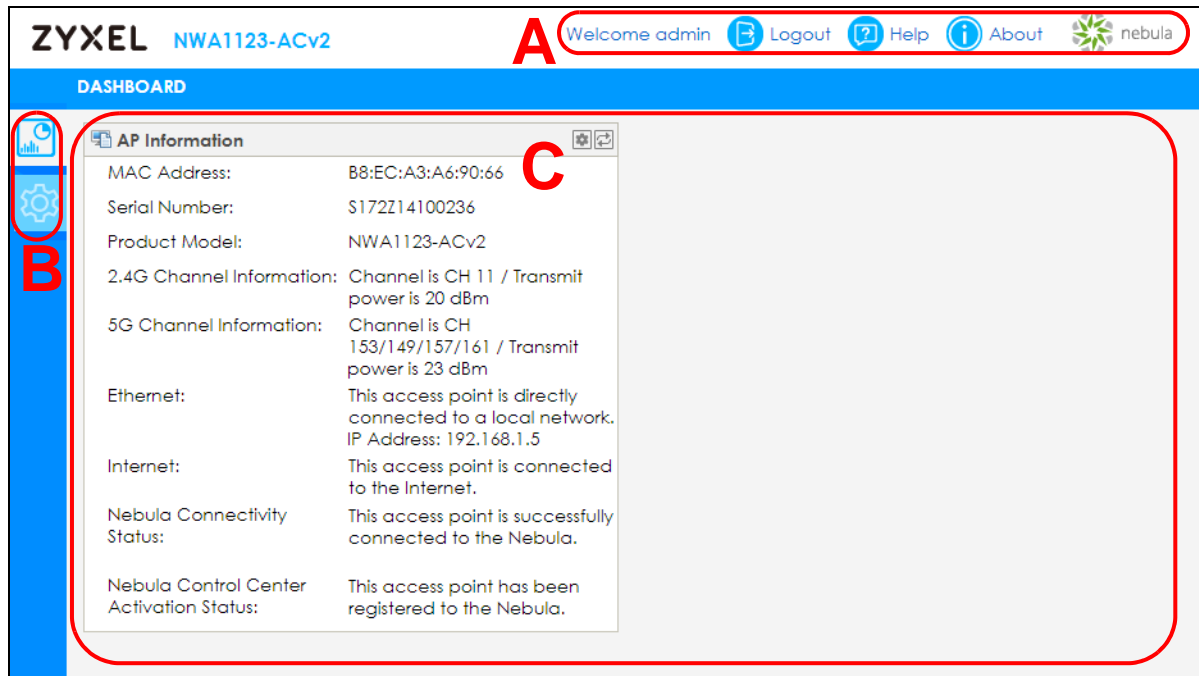 ZYXEL NWA1123-ACv2
A
Welcome admin Logout Help About nebula
DASHBOARD
AP Information
C
MAC Address: B8:EC:A3:A6:90:66
Serial Number: S172Z14100236
B
Product Model: NWA1123-ACv2
2.4G Channel Information: Channel is CH 11 / Transmit
power is 20 dBm
5G Channel Information: Channel is CH
153/149/157/161 / Transmit
power is 23 dBm
Ethernet: This access point is directly
connected to a local network.
IP Address: 192.168.1.5
Internet: This access point is connected
to the Internet.
Nebula Connectivity
Status:
This access point is successfully
connected to the Nebula.
Nebula Control Center
Activation Status:
This access point has been
registered to the Nebula.